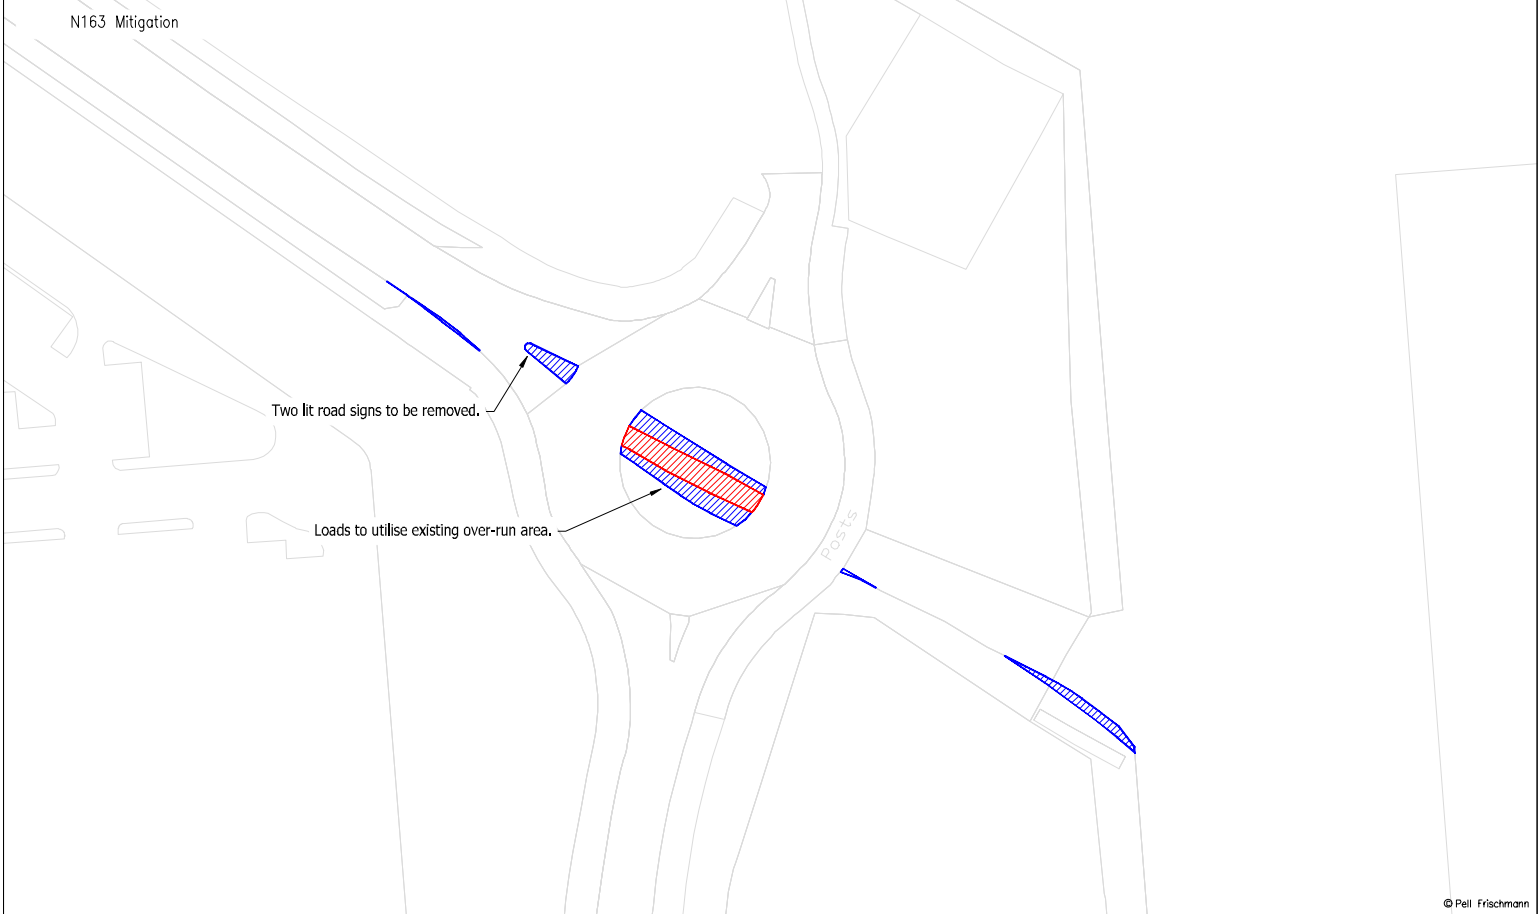 N163 Mitigation
Two lit road signs to be removed.
Loads to utilise existing over-run area.
Posts
© Pell Frischmann